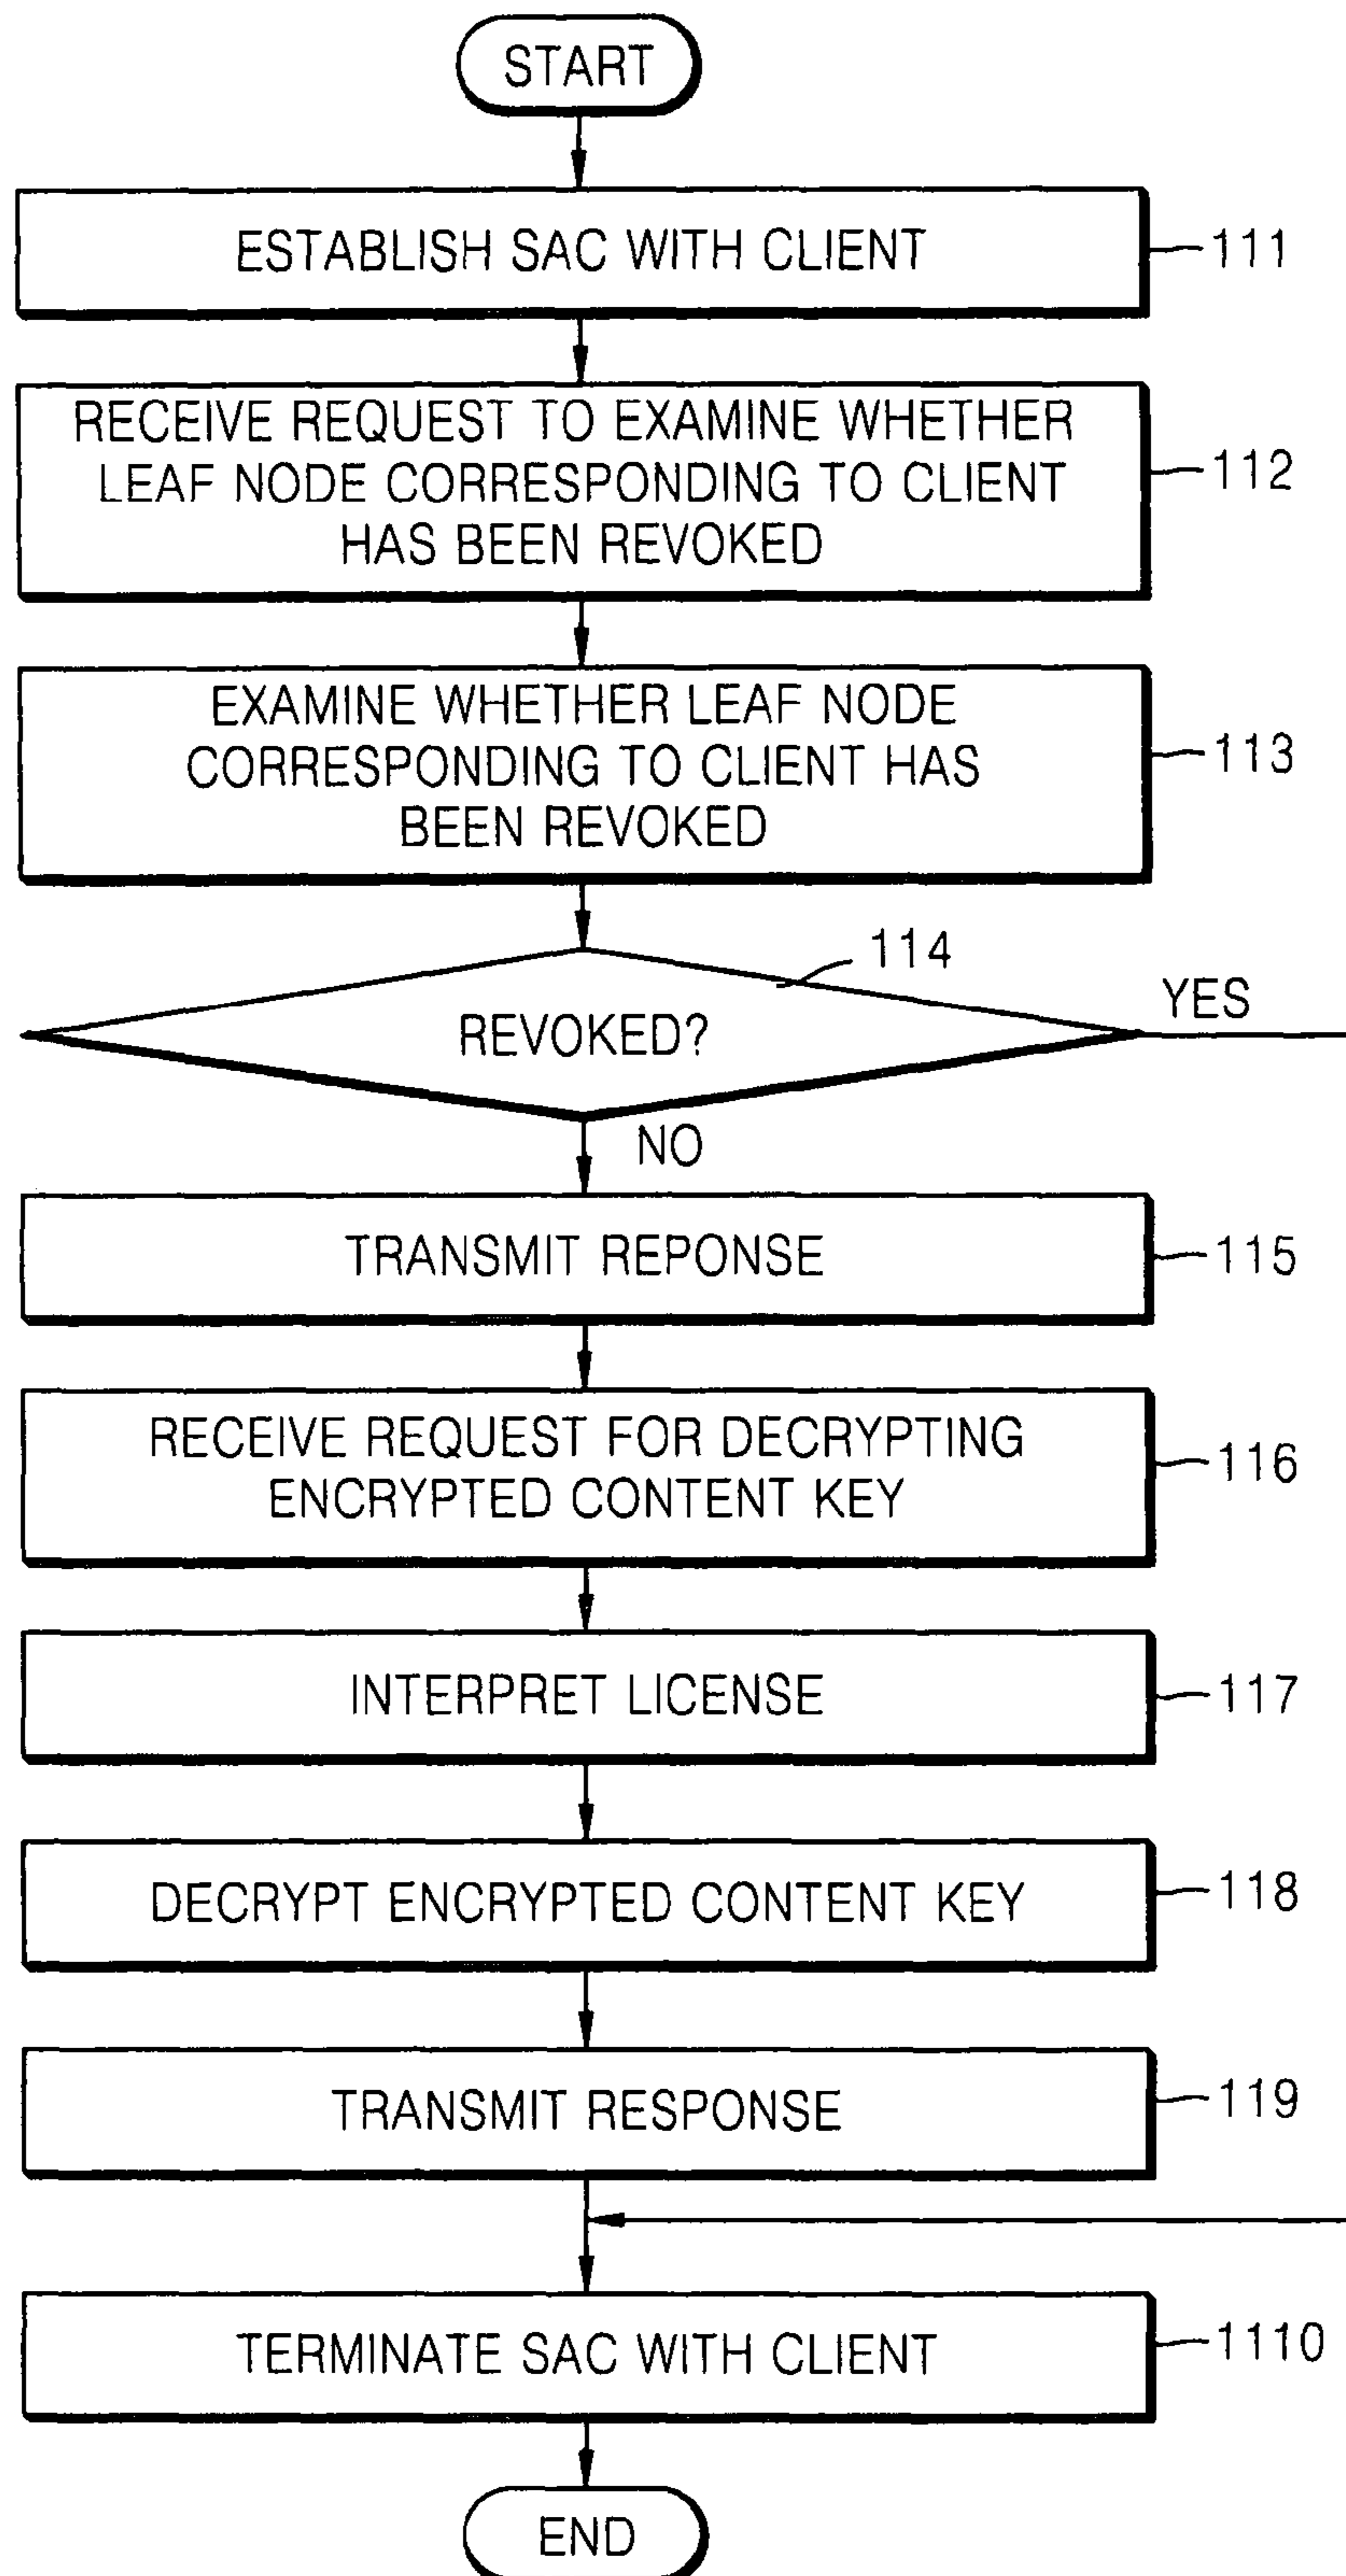 START
ESTABLISH SAC WITH CLIENT
111
RECEIVE REQUEST TO EXAMINE WHETHER
LEAF NODE CORRESPONDING TO CLIENT
HAS BEEN REVOKED
112
EXAMINE WHETHER LEAF NODE
CORRESPONDING TO CLIENT HAS
BEEN REVOKED
113
114
REVOKED?
YES
NO
TRANSMIT REPONSE
115
RECEIVE REQUEST FOR DECRYPTING
ENCRYPTED CONTENT KEY
116
INTERPRET LICENSE
117
DECRYPT ENCRYPTED CONTENT KEY
118
TRANSMIT RESPONSE
119
TERMINATE SAC WITH CLIENT
1110
END